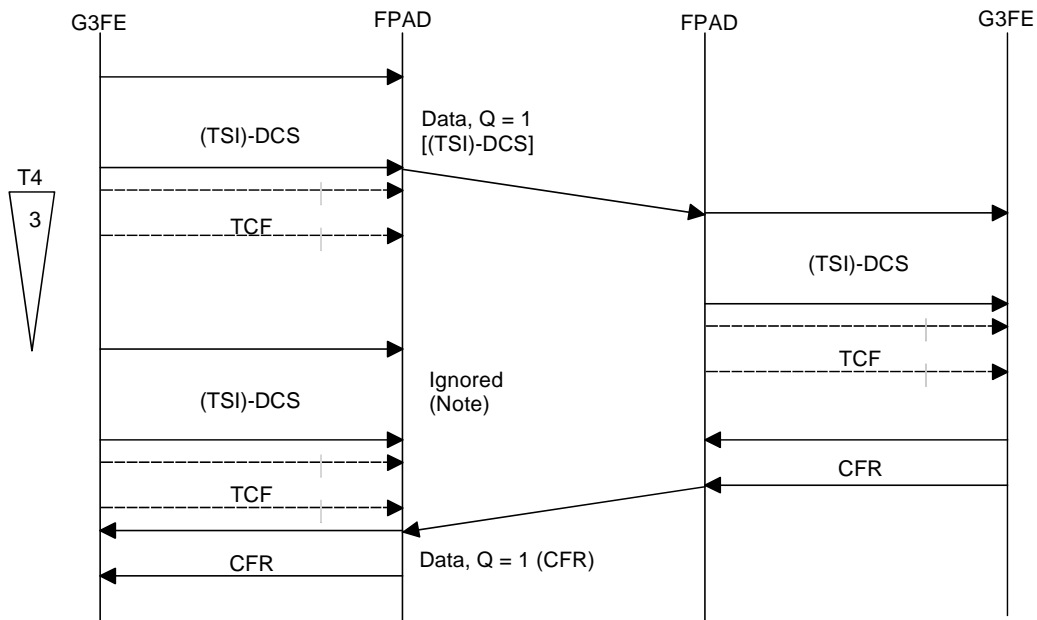 G3FE
FPAD
FPAD
G3FE
(TSI)-DCS
Data, Q = 1
[(TSI)-DCS]
T4
3
TCF
(TSI)-DCS
TCF
(TSI)-DCS
Ignored
(Note)
TCF
CFR
Data, Q = 1 (CFR)
CFR